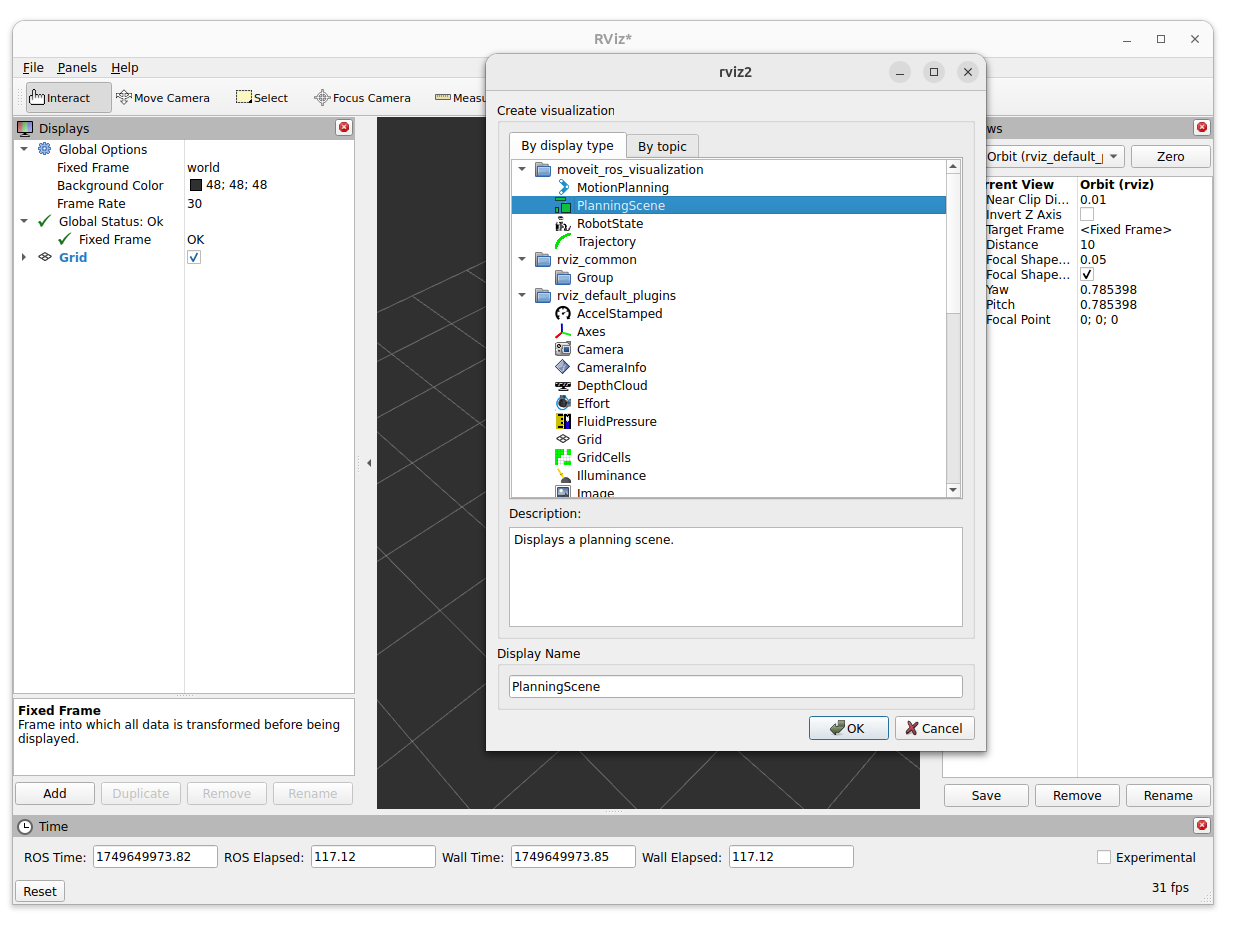 RViz*
File Panels Help
Interact Move Camera Select Focus Camera
Displays
Global Options
Fixed Frame world
Background Color 48; 48; 48
Frame Rate 30
Global Status: Ok
Fixed Frame OK
Grid
Fixed Frame
Frame into which all data is transformed before being
displayed.
Add Duplicate Remove Rename
rviz2
Create visualization
By display type By topic
moveit_ros_visualization
MotionPlanning
PlanningScene
RobotState
Trajectory
rviz_common
Group
rviz_default_plugins
AccelStamped
Axes
Camera
CameraInfo
DepthCloud
Effort
FluidPressure
Grid
GridCells
Illuminance
Image
Description:
Displays a planning scene.
Display Name
PlanningScene
OK Cancel
Orbit (rviz_default_ Zero
View Orbit (rviz)
Near Clip Di... 0.01
Invert Z Axis
Target Frame <Fixed Frame>
Distance 10
Focal Shape... 0.05
Focal Shape...
Yaw 0.785398
Pitch 0.785398
Focal Point 0; 0; 0
Save Remove Rename
Time
ROS Time: 1749649973.82 ROS Elapsed: 117.12 Wall Time: 1749649973.85 Wall Elapsed: 117.12 Experimental
Reset 31 fps